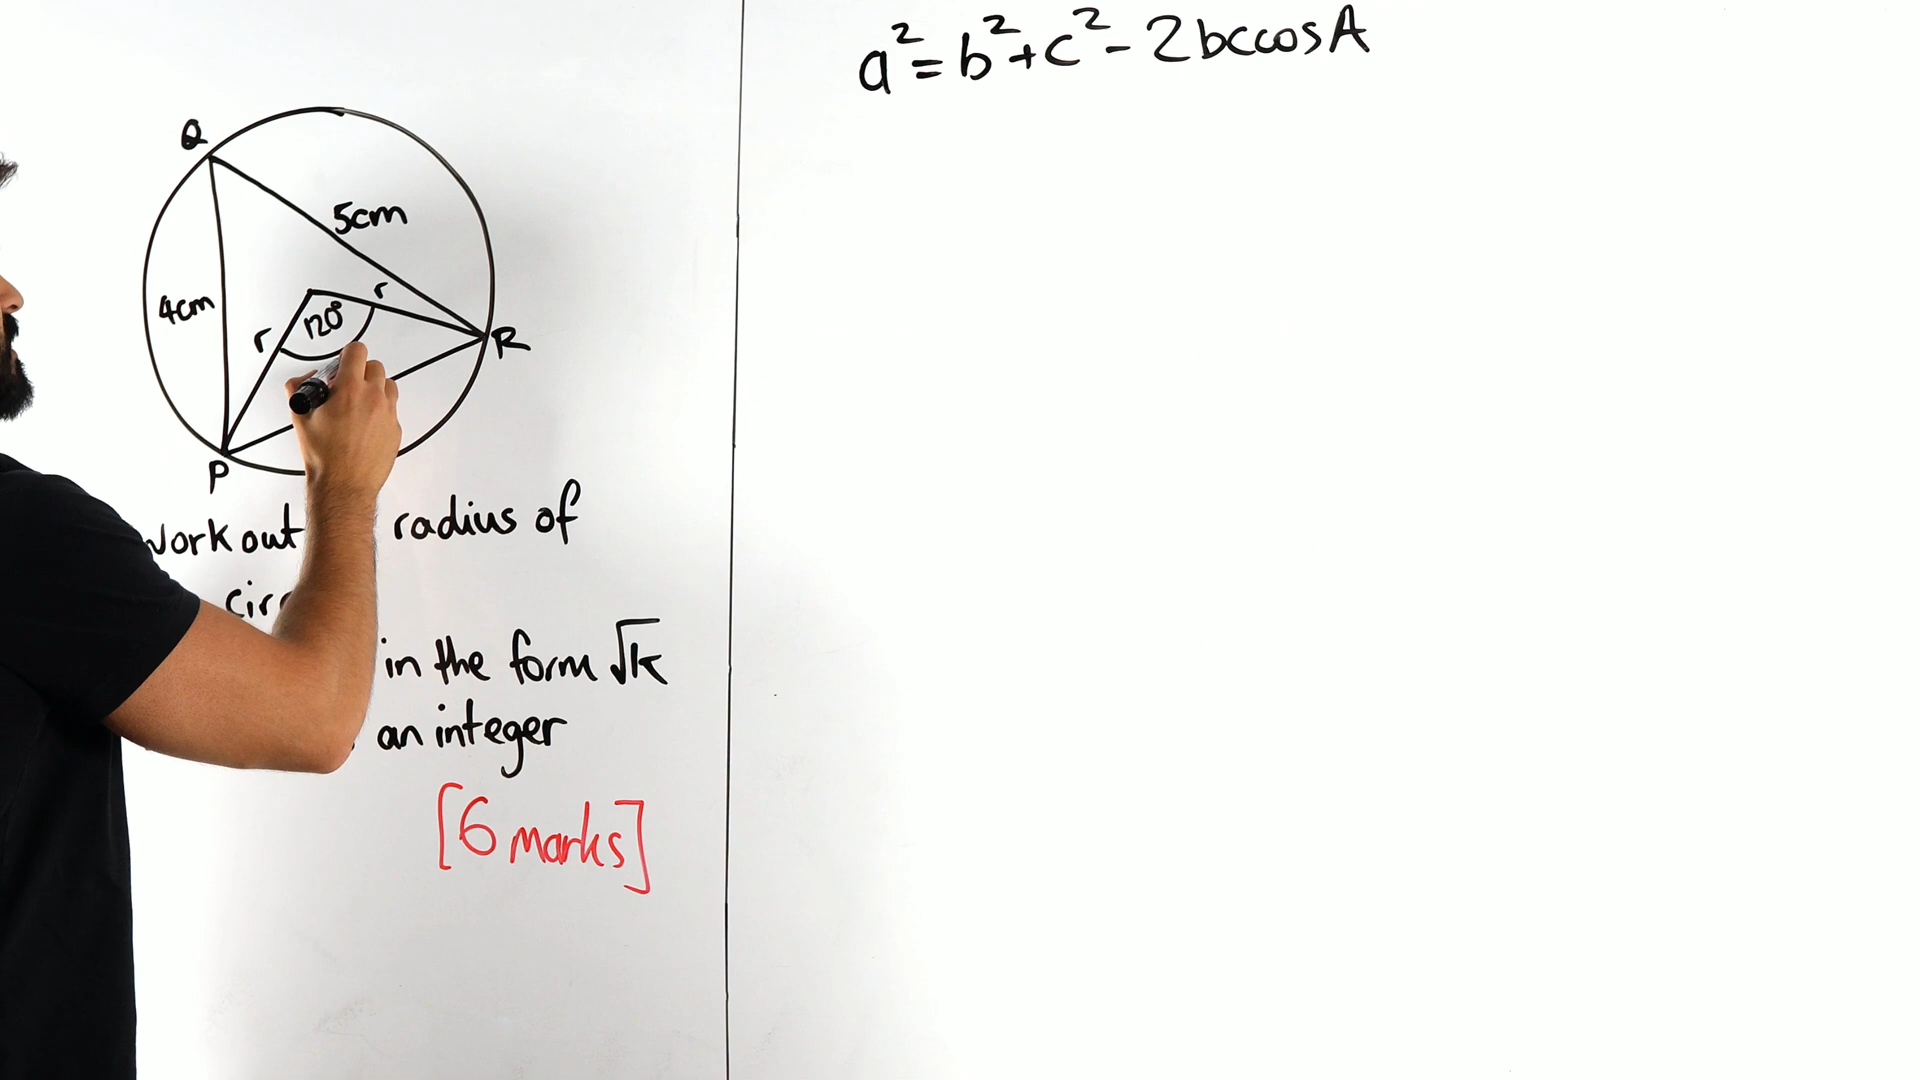 a² = b² + c² - 2bccosA
Q
5cm
4cm
r
120°
r
R
P
work out radius of
in the form √k
an integer
[6 marks]